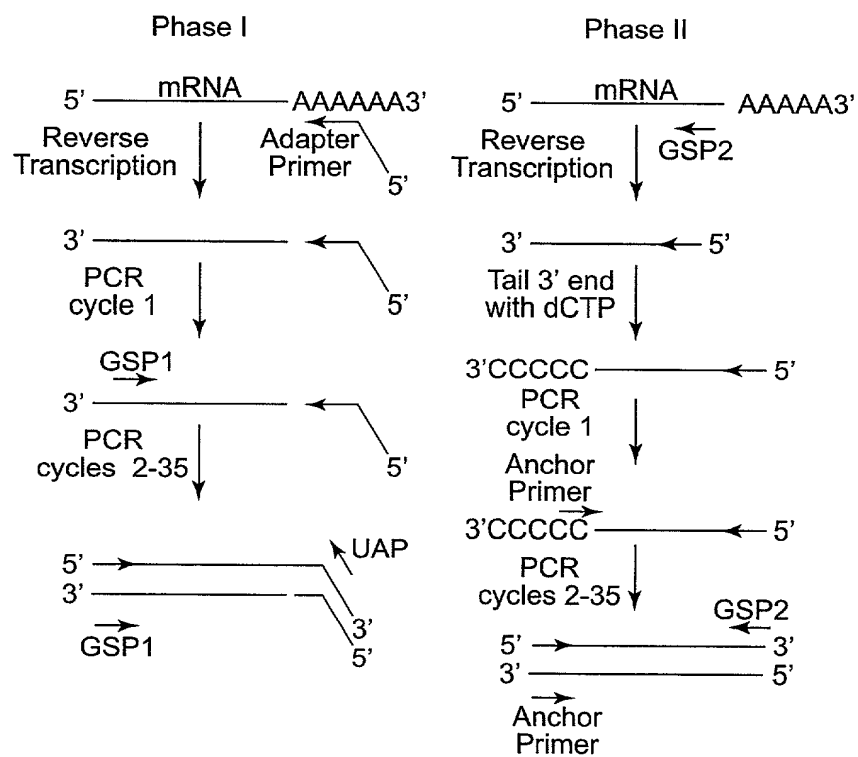 Phase I
5’ mRNA AAAAAA3’
Reverse
Transcription
Adapter
Primer
5’
3’
PCR
cycle 1
5’
GSP1
3’
PCR
cycles 2-35
5’
5’
UAP
3’
3’
5’
GSP1
Phase II
5’ mRNA AAAAA3’
Reverse
Transcription
GSP2
3’ 5’
Tail 3’ end
with dCTP
3’CCCCC 5’
PCR
cycle 1
Anchor
Primer
3’CCCCC 5’
PCR
cycles 2-35
GSP2
5’ 3’
3’ 5’
Anchor
Primer